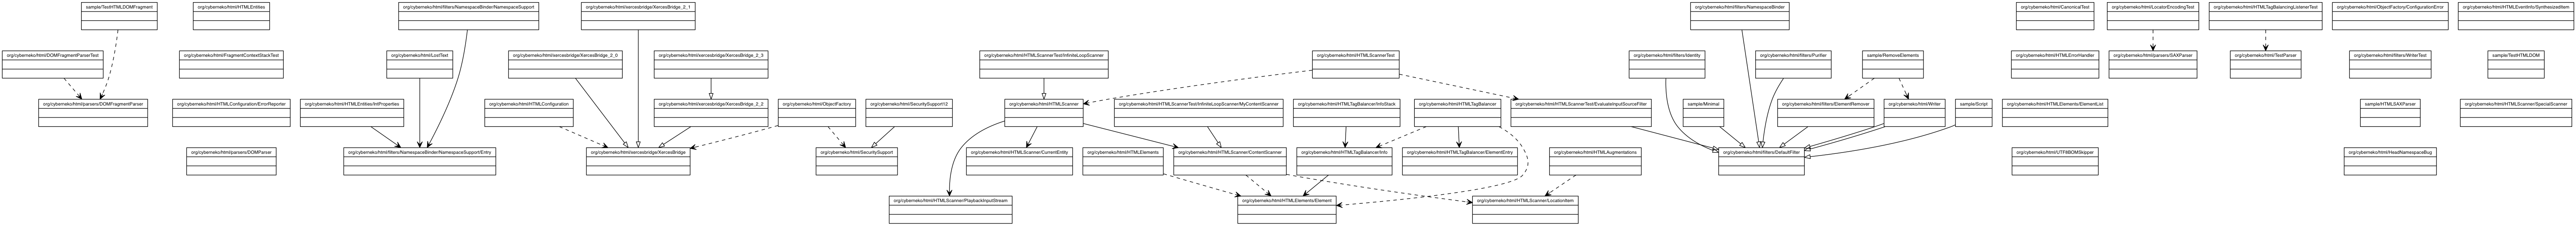 sample/TestHTMLDOMFragment
org/cyberneko/html/HTMLEntities
org/cyberneko/html/filters/NamespaceBinder/NamespaceSupport
org/cyberneko/html/xercesbridge/XercesBridge_2_1
org/cyberneko/html/filters/NamespaceBinder
org/cyberneko/html/CanonicalTest
org/cyberneko/html/LocatorEncodingTest
org/cyberneko/html/HTMLTagBalancingListenerTest
org/cyberneko/html/ObjectFactory/ConfigurationError
org/cyberneko/html/HTMLEventInfo/SynthesizedItem
org/cyberneko/html/DOMFragmentParserTest
org/cyberneko/html/FragmentContextStackTest
org/cyberneko/html/LostText
org/cyberneko/html/xercesbridge/XercesBridge_2_0
org/cyberneko/html/xercesbridge/XercesBridge_2_3
org/cyberneko/html/HTMLScannerTest/InfiniteLoopScanner
org/cyberneko/html/HTMLScannerTest
org/cyberneko/html/filters/Identity
org/cyberneko/html/filters/Purifier
sample/RemoveElements
org/cyberneko/html/HTMLErrorHandler
org/cyberneko/html/parsers/SAXParser
org/cyberneko/html/TestParser
org/cyberneko/html/filters/WriterTest
sample/TestHTMLDOM
org/cyberneko/html/parsers/DOMFragmentParser
org/cyberneko/html/HTMLConfiguration/ErrorReporter
org/cyberneko/html/HTMLEntities/IntProperties
org/cyberneko/html/HTMLConfiguration
org/cyberneko/html/xercesbridge/XercesBridge_2_2
org/cyberneko/html/ObjectFactory
org/cyberneko/html/SecuritySupport12
org/cyberneko/html/HTMLScanner
org/cyberneko/html/HTMLScannerTest/InfiniteLoopScanner/MyContentScanner
org/cyberneko/html/HTMLTagBalancer/InfoStack
org/cyberneko/html/HTMLTagBalancer
org/cyberneko/html/HTMLScannerTest/EvaluateInputSourceFilter
sample/Minimal
org/cyberneko/html/filters/ElementRemover
org/cyberneko/html/Writer
sample/Script
org/cyberneko/html/HTMLElements/ElementList
sample/HTMLSAXParser
org/cyberneko/html/HTMLScanner/SpecialScanner
org/cyberneko/html/parsers/DOMParser
org/cyberneko/html/filters/NamespaceBinder/NamespaceSupport/Entry
org/cyberneko/html/xercesbridge/XercesBridge
org/cyberneko/html/SecuritySupport
org/cyberneko/html/HTMLScanner/CurrentEntity
org/cyberneko/html/HTMLElements
org/cyberneko/html/HTMLScanner/ContentScanner
org/cyberneko/html/HTMLTagBalancer/Info
org/cyberneko/html/HTMLTagBalancer/ElementEntry
org/cyberneko/html/HTMLAugmentations
org/cyberneko/html/filters/DefaultFilter
org/cyberneko/html/UTF8BOMSkipper
org/cyberneko/html/HeadNamespaceBug
org/cyberneko/html/HTMLScanner/PlaybackInputStream
org/cyberneko/html/HTMLElements/Element
org/cyberneko/html/HTMLScanner/LocationItem